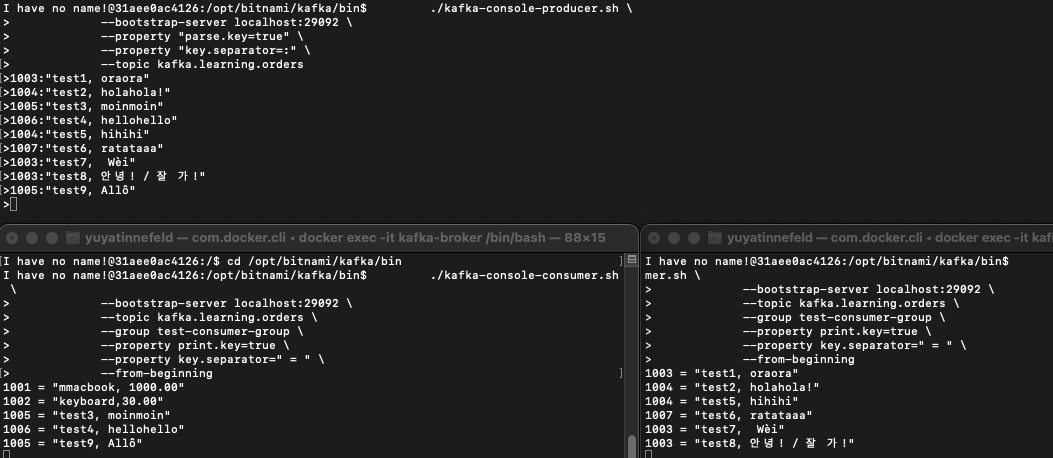 I have no name!@31aee0ac4126:/opt/bitnami/kafka/bin$ ./kafka-console-producer.sh \
> --bootstrap-server localhost:29092 \
> --property "parse.key=true" \
> --property "key.separator=:" \
[> --topic kafka.learning.orders
[>1003:"test1, oraora"
[>1004:"test2, holahola!"
[>1005:"test3, moinmoin"
[>1006:"test4, hellohello"
[>1004:"test5, hihihi"
[>1007:"test6, ratataaa"
[>1003:"test7,  Wèi"
[>1003:"test8, 안녕! / 잘 가!"
[>1005:"test9, Allô"
>
yuyatinnefeld — com.docker.cli ◂ docker exec -it kafka-broker /bin/bash — 88×15
[I have no name!@31aee0ac4126:/$ cd /opt/bitnami/kafka/bin ]
I have no name!@31aee0ac4126:/opt/bitnami/kafka/bin$ ./kafka-console-consumer.sh
\
> --bootstrap-server localhost:29092 \
> --topic kafka.learning.orders \
> --group test-consumer-group \
> --property print.key=true \
> --property key.separator=" = " \
[> --from-beginning ]
1001 = "mmacbook, 1000.00"
1002 = "keyboard,30.00"
1005 = "test3, moinmoin"
1006 = "test4, hellohello"
1005 = "test9, Allô"
yuyatinnefeld — com.docker.cli ◂ docker exec -it
I have no name!@31aee0ac4126:/opt/bitnami/kafka/bin$
mer.sh \
> --bootstrap-server localhost:29092 \
> --topic kafka.learning.orders \
> --group test-consumer-group \
> --property print.key=true \
> --property key.separator=" = " \
> --from-beginning
1003 = "test1, oraora"
1004 = "test2, holahola!"
1004 = "test5, hihihi"
1007 = "test6, ratataaa"
1003 = "test7,  Wèi"
1003 = "test8, 안녕! / 잘 가!"